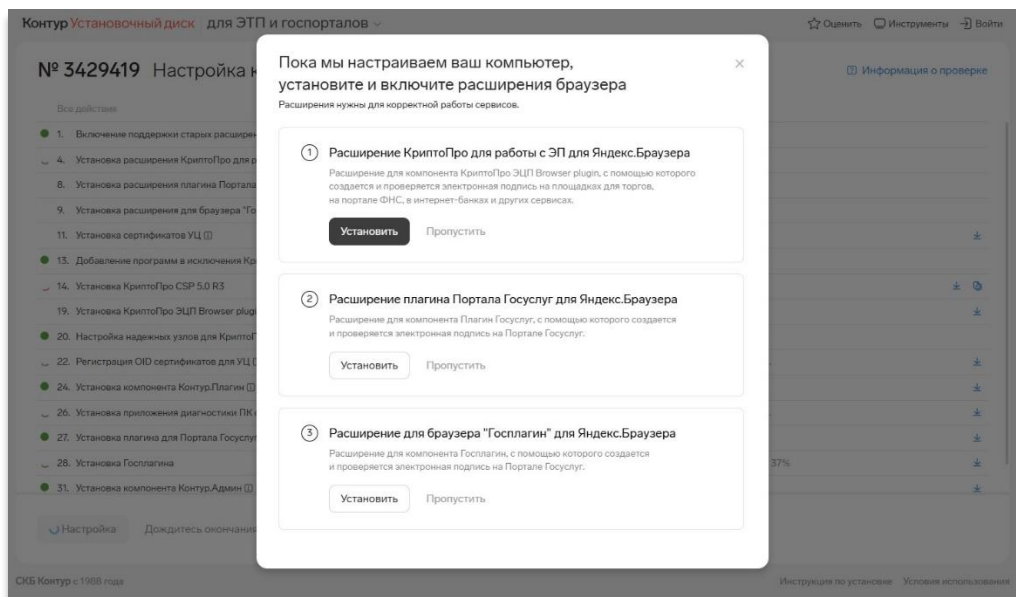 Контур Установочный диск для ЭТП и госпорталов
Оценить Инструменты Войти
№ 3429419 Настройка к
Информация о проверке
Все действия
1. Включение поддержки старых расширен
4. Установка расширения КриптоПро для р
8. Установка расширения плагина Портала
9. Установка расширения для браузера "Го
11. Установка сертификатов УЦ
13. Добавление программ в исключения Кр
14. Установка КриптоПро CSP 5.0 R3
19. Установка КриптоПро ЭЦП Browser plug
20. Настройка надежных узлов для КриптоГ
22. Регистрация OID сертификатов для УЦ
24. Установка компонента Контур.Плагин
26. Установка приложения диагностики ПК
27. Установка плагина для Портала Госуслуг
28. Установка Госплагина 37%
31. Установка компонента Контур.Админ
Настройка Дождитесь окончания
Пока мы настраиваем ваш компьютер,
установите и включите расширения браузера
Расширения нужны для корректной работы сервисов.
1 Расширение КриптоПро для работы с ЭП для Яндекс.Браузера
Расширение для компонента КриптоПро ЭЦП Browser plugin, с помощью которого
создается и проверяется электронная подпись на площадках для торгов,
на портале ФНС, в интернет-банках и других сервисах.
Установить Пропустить
2 Расширение плагина Портала Госуслуг для Яндекс.Браузера
Расширение для компонента Плагин Госуслуг, с помощью которого создается
и проверяется электронная подпись на Портале Госуслуг.
Установить Пропустить
3 Расширение для браузера "Госплагин" для Яндекс.Браузера
Расширение для компонента Госплагин, с помощью которого создается
и проверяется электронная подпись на Портале Госуслуг.
Установить Пропустить
СКБ Контур с 1988 года
Инструкция по установке Условия использования